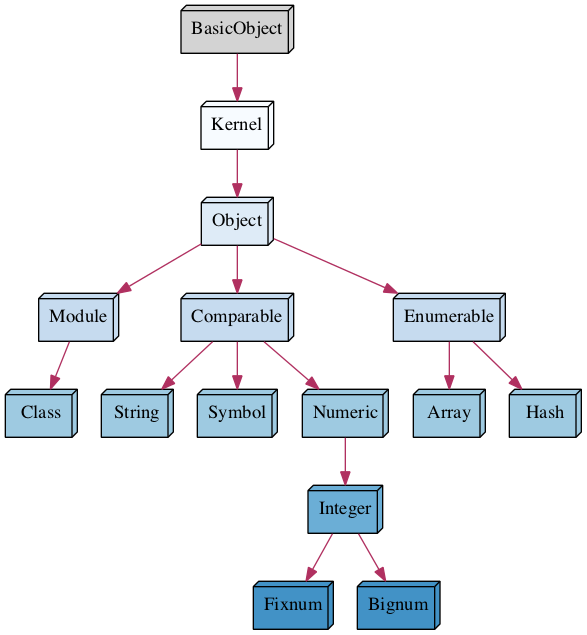 BasicObject
Kernel
Object
Module
Comparable
Enumerable
Class
String
Symbol
Numeric
Array
Hash
Integer
Fixnum
Bignum